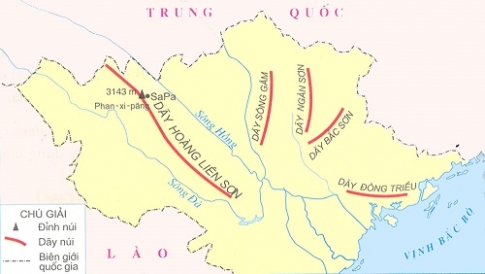 TRUNG QUỐC
3143 m
SaPa
Phan-xi-păng
DÃY HOÀNG LIÊN SƠN
Sông Hồng
Sông Đà
DÃY SÔNG GÂM
DÃY NGÂN SƠN
DÃY BẮC SƠN
DÃY ĐÔNG TRIỀU
VỊNH BẮC BỘ
LÀO
CHÚ GIẢI
Đỉnh núi
Dãy núi
Biên giới
quốc gia